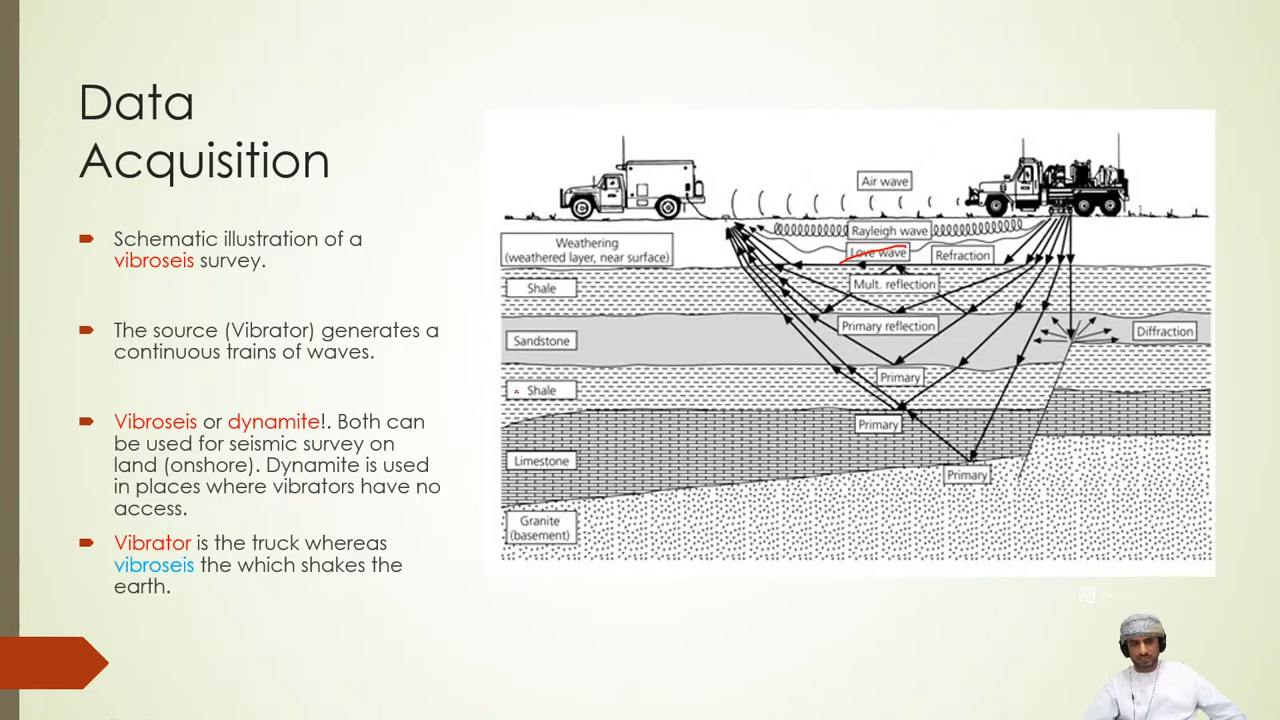 Data
Acquisition
Schematic illustration of a
vibroseis survey.
The source (Vibrator) generates a
continuous trains of waves.
Vibroseis or dynamite!. Both can
be used for seismic survey on
land (onshore). Dynamite is used
in places where vibrators have no
access.
Vibrator is the truck whereas
vibroseis the which shakes the
earth.
Air wave
Rayleigh wave
Love wave
Refraction
Weathering
(weathered layer, near surface)
Mult. reflection
Shale
Primary reflection
Diffraction
Sandstone
Primary
Shale
Primary
Limestone
Primary
Granite
(basement)